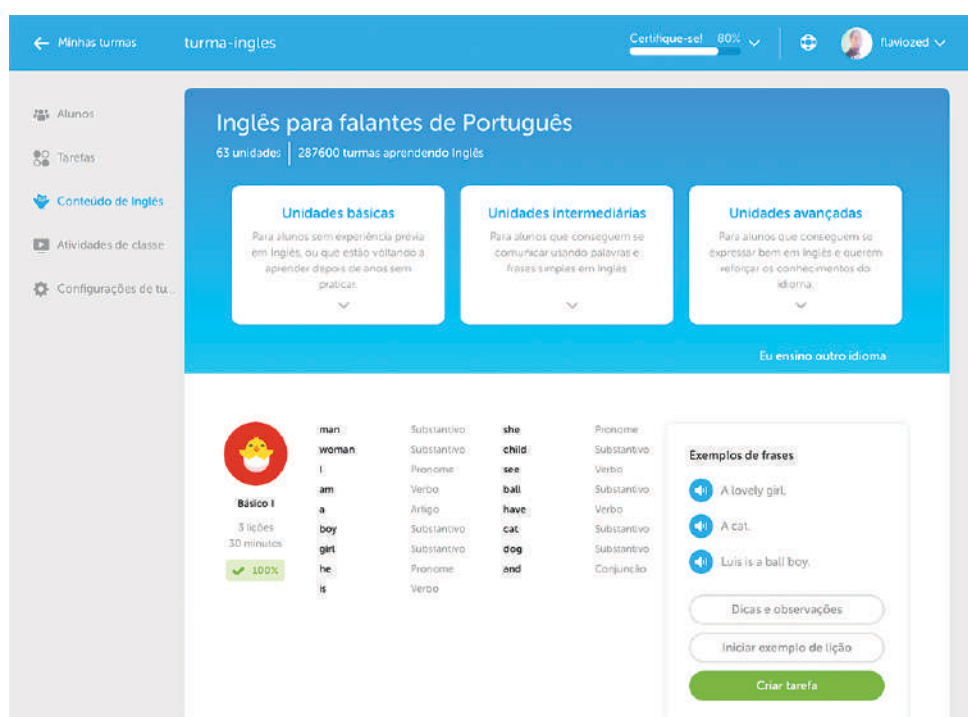 Minhas turmas
turma-ingles
Certifique-se! 80%
flaviozed
Alunos
Tarefas
Conteúdo de Inglês
Atividades de classe
Configurações de tu...
Inglês para falantes de Português
63 unidades | 287600 turmas aprendendo Inglês
Unidades básicas
Para alunos sem experiência prévia
em Inglês, ou que estão voltando a
aprender depois de anos sem
praticar.
Unidades intermediárias
Para alunos que conseguem se
comunicar usando palavras e
frases simples em Inglês
Unidades avançadas
Para alunos que conseguem se
expressar bem em Inglês e querem
reforçar os conhecimentos do
idioma.
Eu ensino outro idioma
Básico 1
3 lições
30 minutos
100%
man Substantivo
woman Substantivo
I Pronome
am Verbo
a Artigo
boy Substantivo
girl Substantivo
he Pronome
is Verbo
she Pronome
child Substantivo
see Verbo
ball Substantivo
have Verbo
cat Substantivo
dog Substantivo
and Conjunção
Exemplos de frases
A lovely girl.
A cat.
Luis is a ball boy.
Dicas e observações
Iniciar exemplo de lição
Criar tarefa